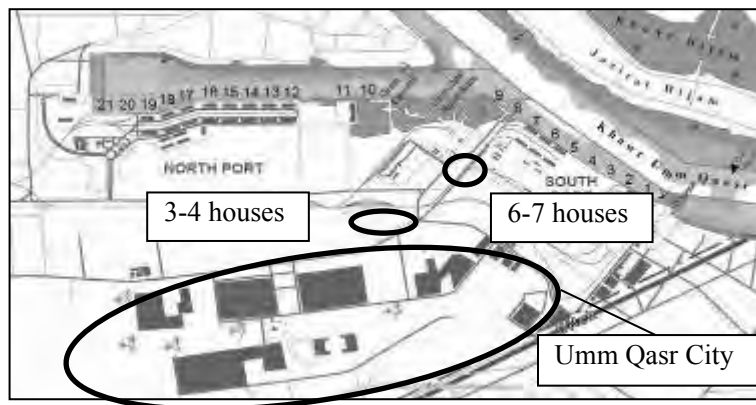 Jazirat Hijam
Khawr Umm Qasr
21 20 19 18 17 16 15 14 13 12
11 10
9 8 7 6 5 4 3 2 1
NORTH PORT
SOUTH
3-4 houses
6-7 houses
Umm Qasr City